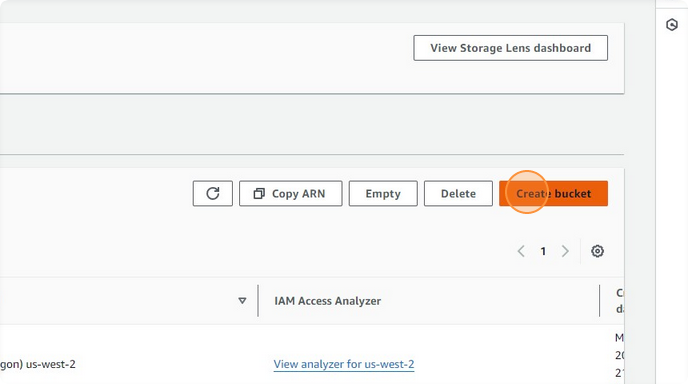 View Storage Lens dashboard
Copy ARN
Empty
Delete
Create bucket
1
IAM Access Analyzer
gon) us-west-2
View analyzer for us-west-2
20